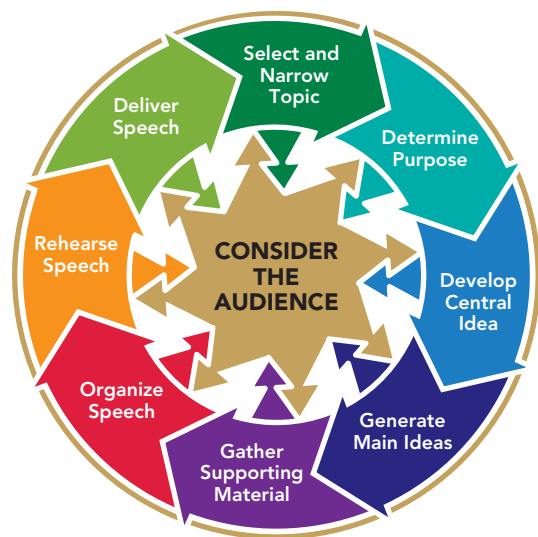 Select and
Narrow
Topic
Determine
Purpose
Develop
Central
Idea
Generate
Main Ideas
Gather
Supporting
Material
Organize
Speech
Rehearse
Speech
Deliver
Speech
CONSIDER
THE
AUDIENCE